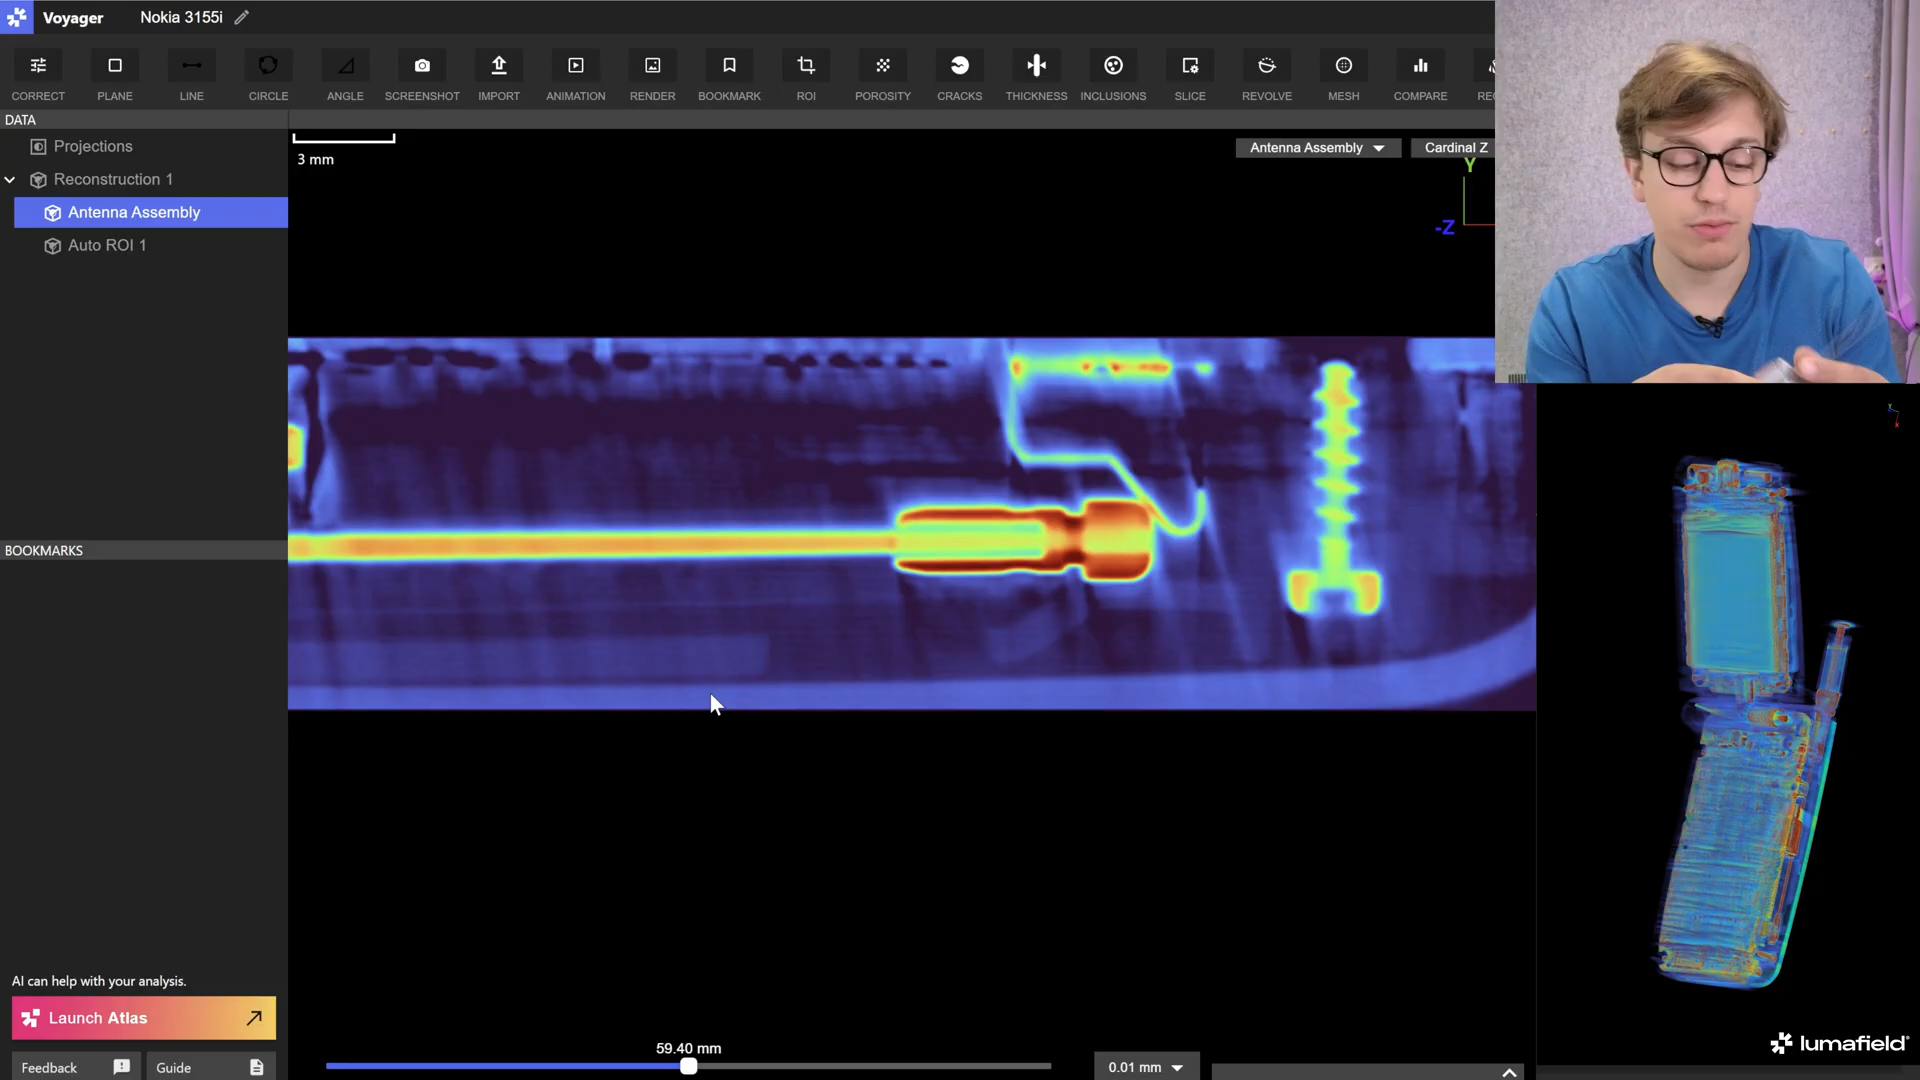 Voyager
Nokia 3155i
CORRECT
PLANE
LINE
CIRCLE
ANGLE
SCREENSHOT
IMPORT
ANIMATION
RENDER
BOOKMARK
ROI
POROSITY
CRACKS
THICKNESS
INCLUSIONS
SLICE
REVOLVE
MESH
COMPARE
DATA
Projections
Reconstruction 1
Antenna Assembly
Auto ROI 1
BOOKMARKS
3 mm
Antenna Assembly
Cardinal Z
Y
-Z
AI can help with your analysis.
Launch Atlas
Feedback
Guide
59.40 mm
0.01 mm
lumafield